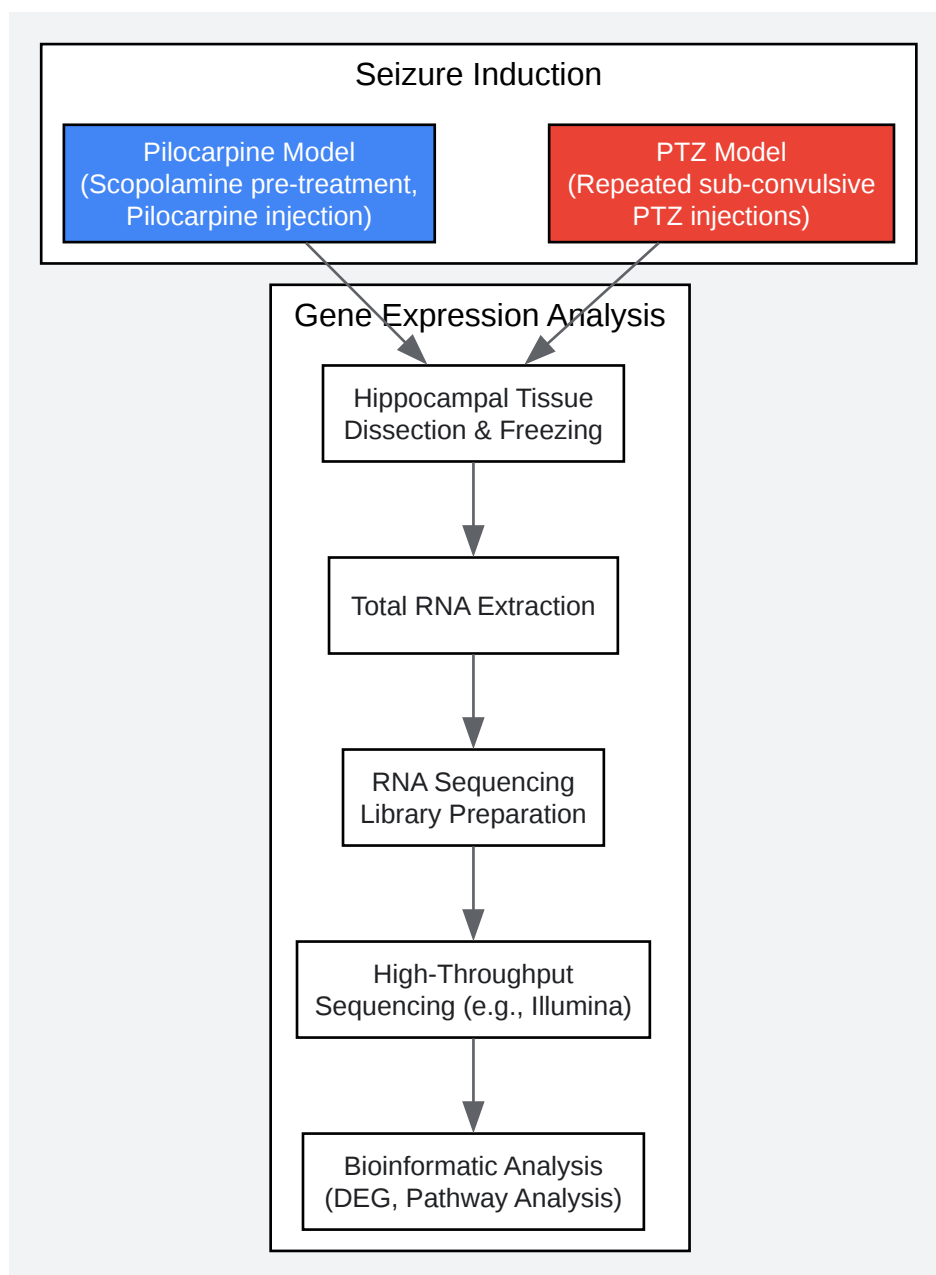 Seizure Induction
Pilocarpine Model
(Scopolamine pre-treatment,
Pilocarpine injection)
PTZ Model
(Repeated sub-convulsive
PTZ injections)
Gene Expression Analysis
Hippocampal Tissue
Dissection & Freezing
Total RNA Extraction
RNA Sequencing
Library Preparation
High-Throughput
Sequencing (e.g., Illumina)
Bioinformatic Analysis
(DEG, Pathway Analysis)